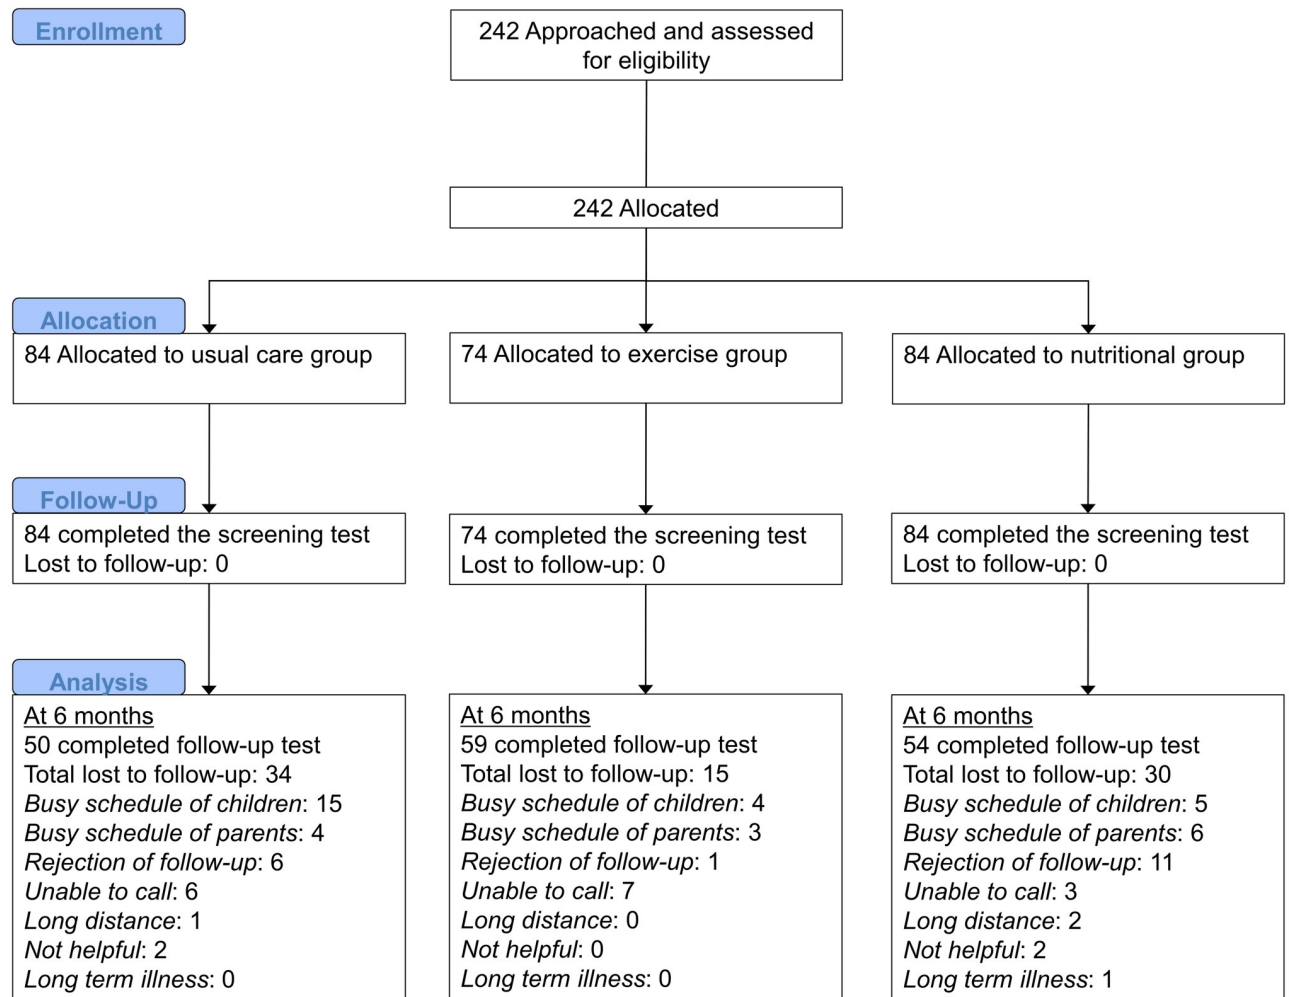 Enrollment
242 Approached and assessed
for eligibility
242 Allocated
Allocation
84 Allocated to usual care group
74 Allocated to exercise group
84 Allocated to nutritional group
Follow-Up
84 completed the screening test
Lost to follow-up: 0
74 completed the screening test
Lost to follow-up: 0
84 completed the screening test
Lost to follow-up: 0
Analysis
At 6 months
50 completed follow-up test
Total lost to follow-up: 34
Busy schedule of children: 15
Busy schedule of parents: 4
Rejection of follow-up: 6
Unable to call: 6
Long distance: 1
Not helpful: 2
Long term illness: 0
At 6 months
59 completed follow-up test
Total lost to follow-up: 15
Busy schedule of children: 4
Busy schedule of parents: 3
Rejection of follow-up: 1
Unable to call: 7
Long distance: 0
Not helpful: 0
Long term illness: 0
At 6 months
54 completed follow-up test
Total lost to follow-up: 30
Busy schedule of children: 5
Busy schedule of parents: 6
Rejection of follow-up: 11
Unable to call: 3
Long distance: 2
Not helpful: 2
Long term illness: 1